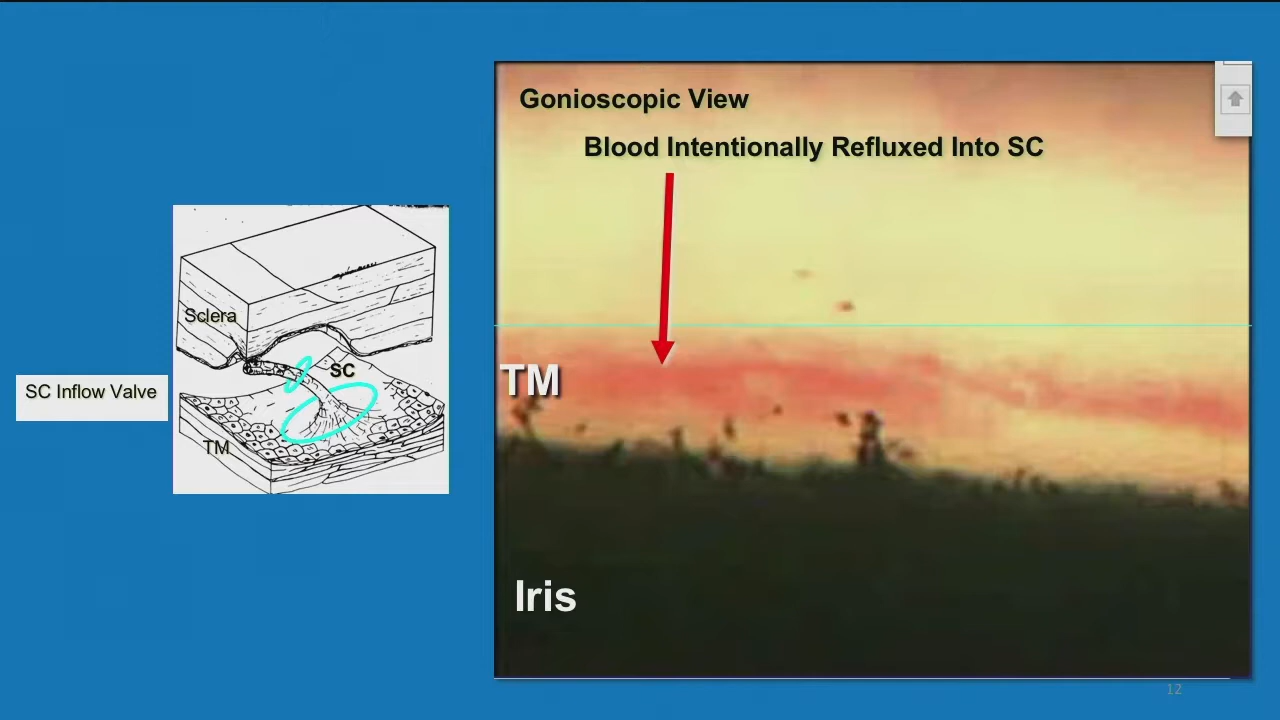 Gonioscopic View
Blood Intentionally Refluxed Into SC
Sclera
SC
SC Inflow Valve
TM
TM
Iris
12